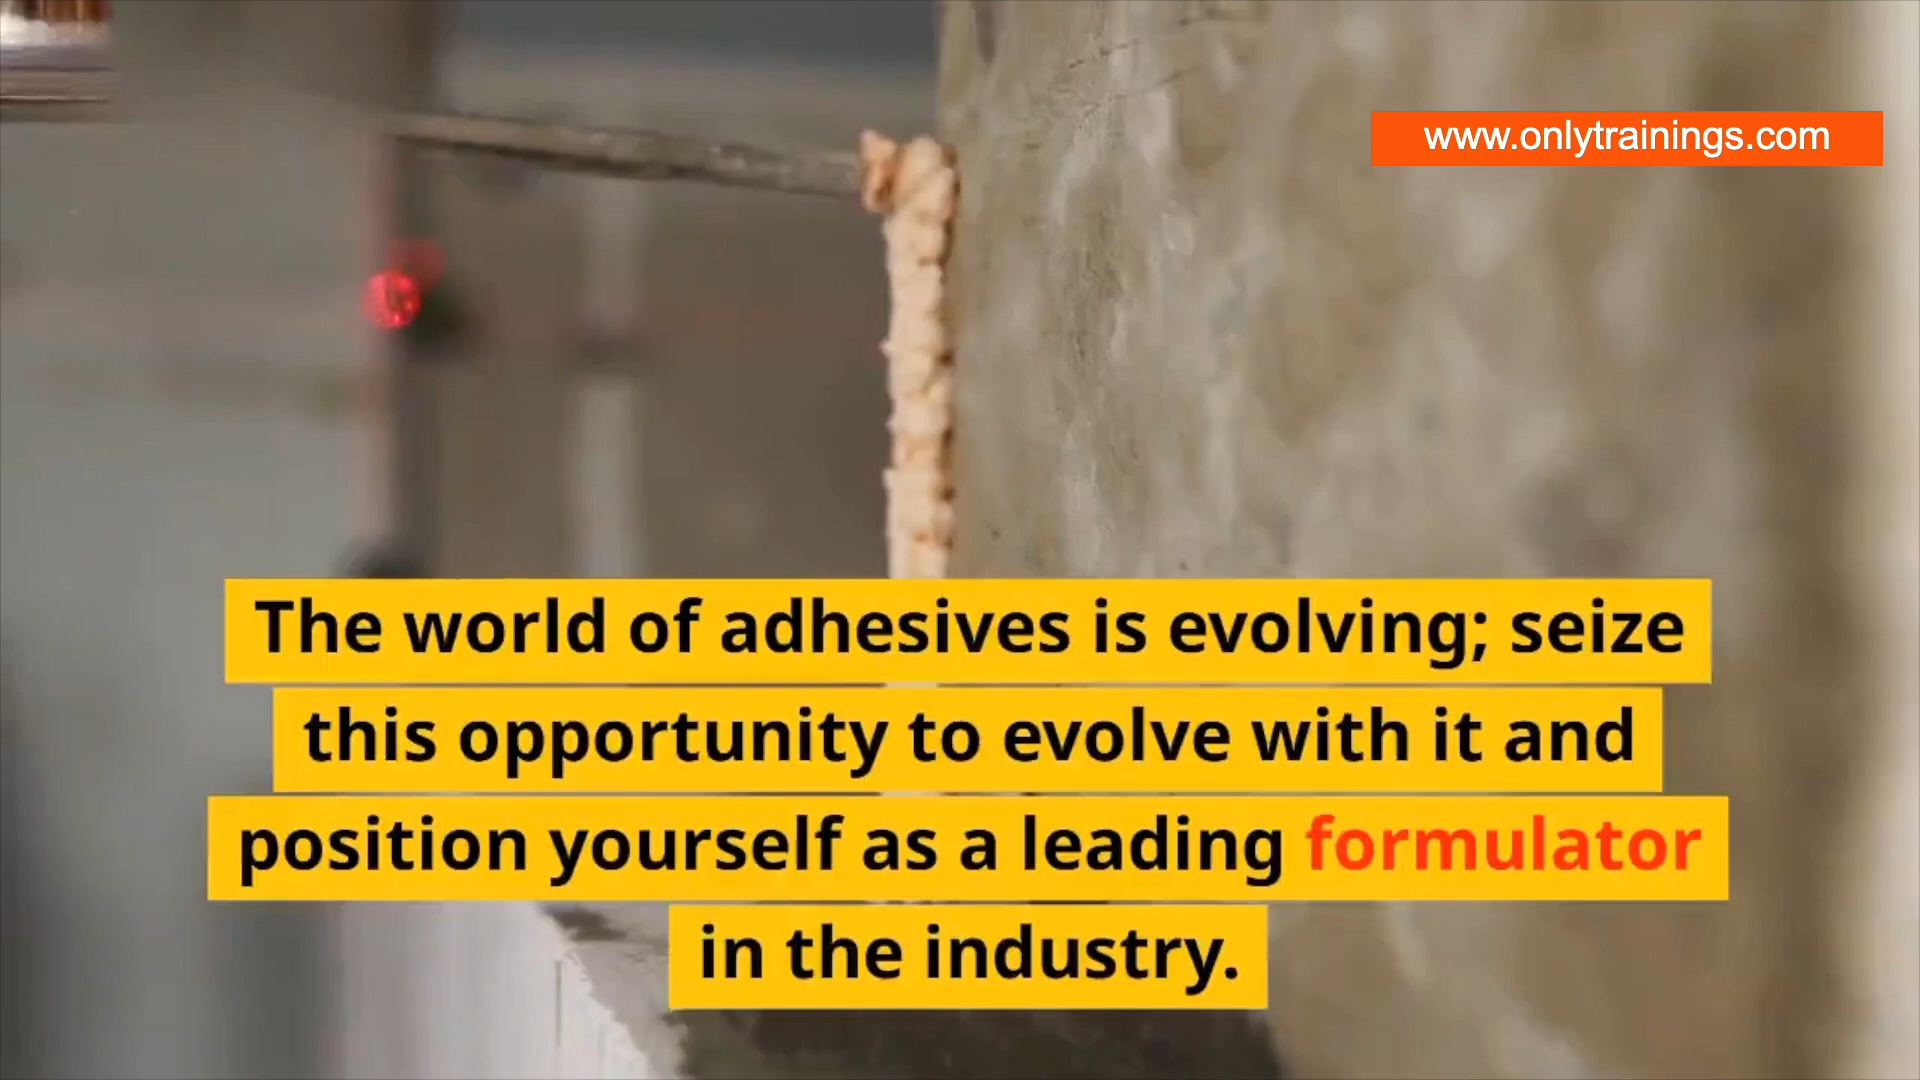 www.onlytrainings.com
The world of adhesives is evolving; seize
this opportunity to evolve with it and
position yourself as a leading formulator
in the industry.